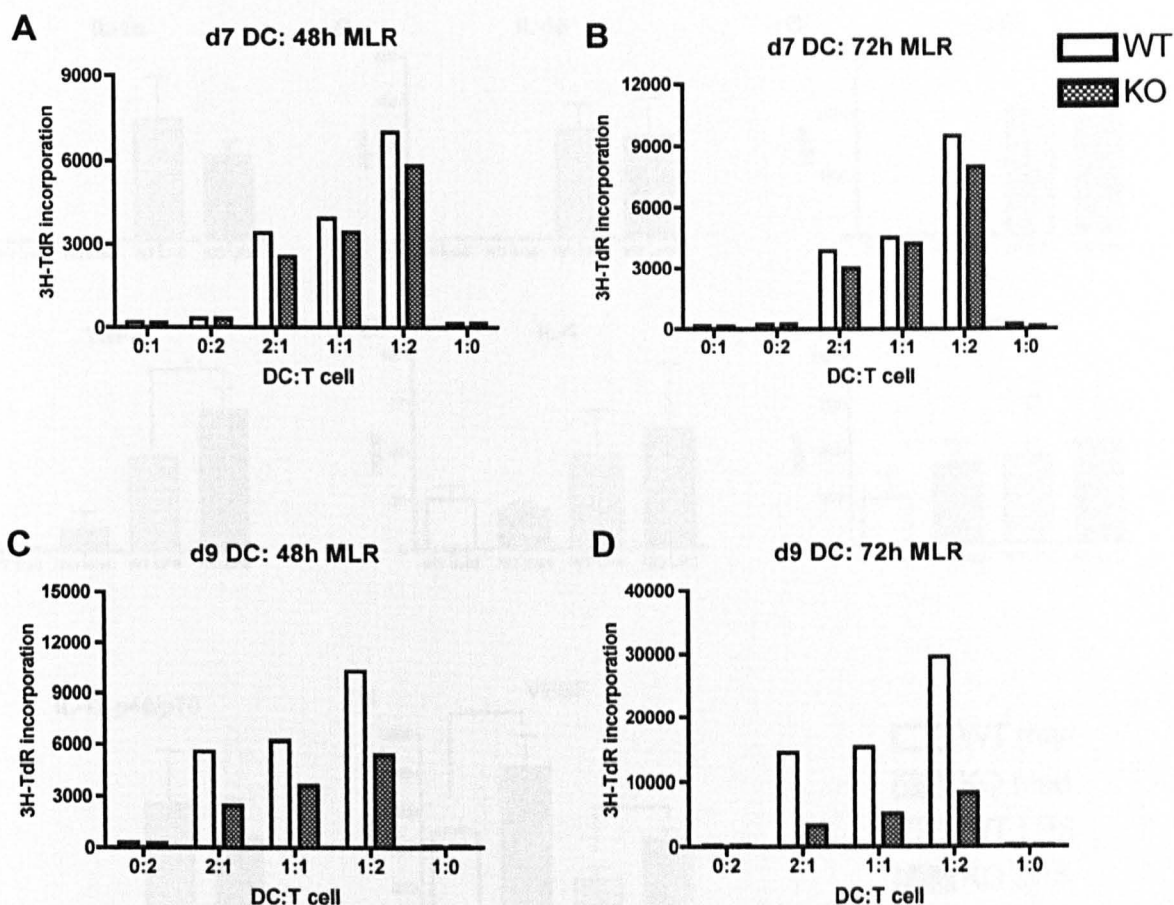 A
d7 DC: 48h MLR
9000
6000
3000
0
3H-TdR incorporation
0:1 0:2 2:1 1:1 1:2 1:0
DC:T cell
B
d7 DC: 72h MLR
12000
9000
6000
3000
0
3H-TdR incorporation
0:1 0:2 2:1 1:1 1:2 1:0
DC:T cell
WT
KO
C
d9 DC: 48h MLR
15000
12000
9000
6000
3000
0
3H-TdR incorporation
0:2 2:1 1:1 1:2 1:0
DC:T cell
D
d9 DC: 72h MLR
40000
30000
20000
10000
0
3H-TdR incorporation
0:2 2:1 1:1 1:2 1:0
DC:T cell